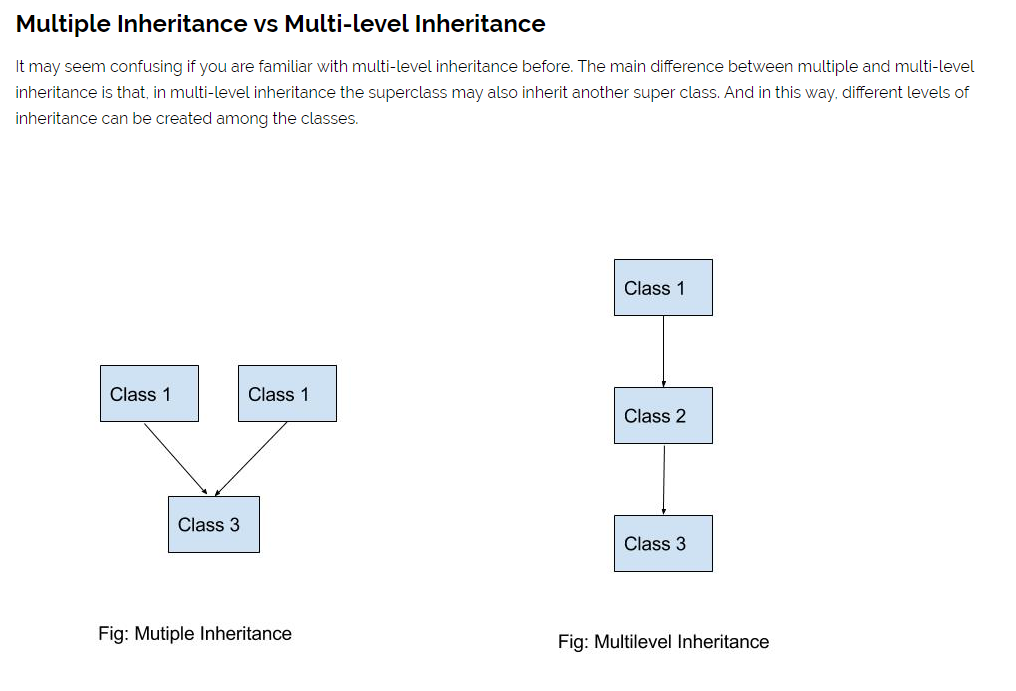 Multiple Inheritance vs Multi-level Inheritance
It may seem confusing if you are familiar with multi-level inheritance before. The main difference between multiple and multi-level
inheritance is that, in multi-level inheritance the superclass may also inherit another super class. And in this way, different levels of
inheritance can be created among the classes.
Class 1
Class 1
Class 3
Fig: Mutiple Inheritance
Class 1
Class 2
Class 3
Fig: Multilevel Inheritance